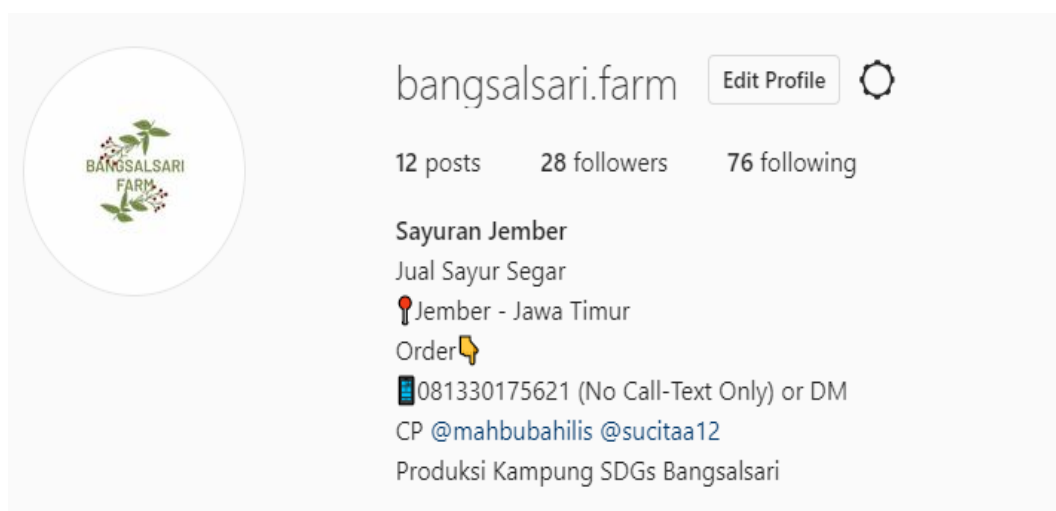 BANGSALSARI
FARM
bangsalsari.farm Edit Profile
12 posts 28 followers 76 following
Sayuran Jember
Jual Sayur Segar
📍Jember - Jawa Timur
Order👇
📱081330175621 (No Call-Text Only) or DM
CP @mahbubahilis @sucitaa12
Produksi Kampung SDGs Bangsalsari